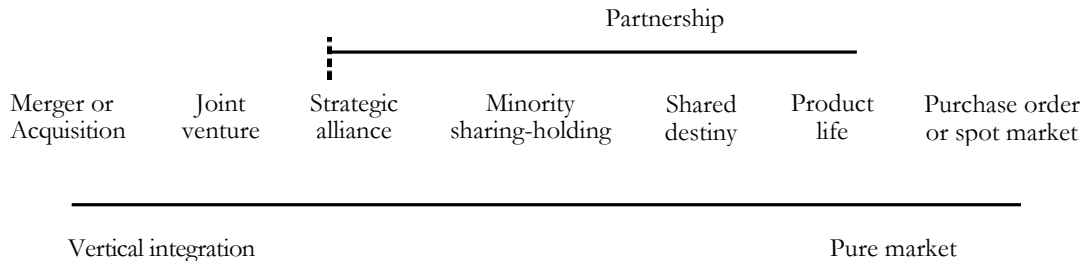 Partnership
Merger or Joint Strategic Minority Shared Product Purchase order
Acquisition venture alliance sharing-holding destiny life or spot market
Vertical integration Pure market